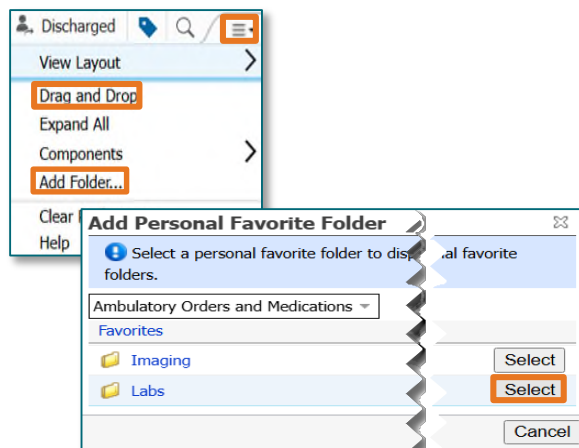 Discharged
View Layout
Drag and Drop
Expand All
Components
Add Folder...
Clear
Help
Add Personal Favorite Folder
Select a personal favorite folder to al favorite
folders.
Ambulatory Orders and Medications
Favorites
Imaging Select
Labs Select
Cancel